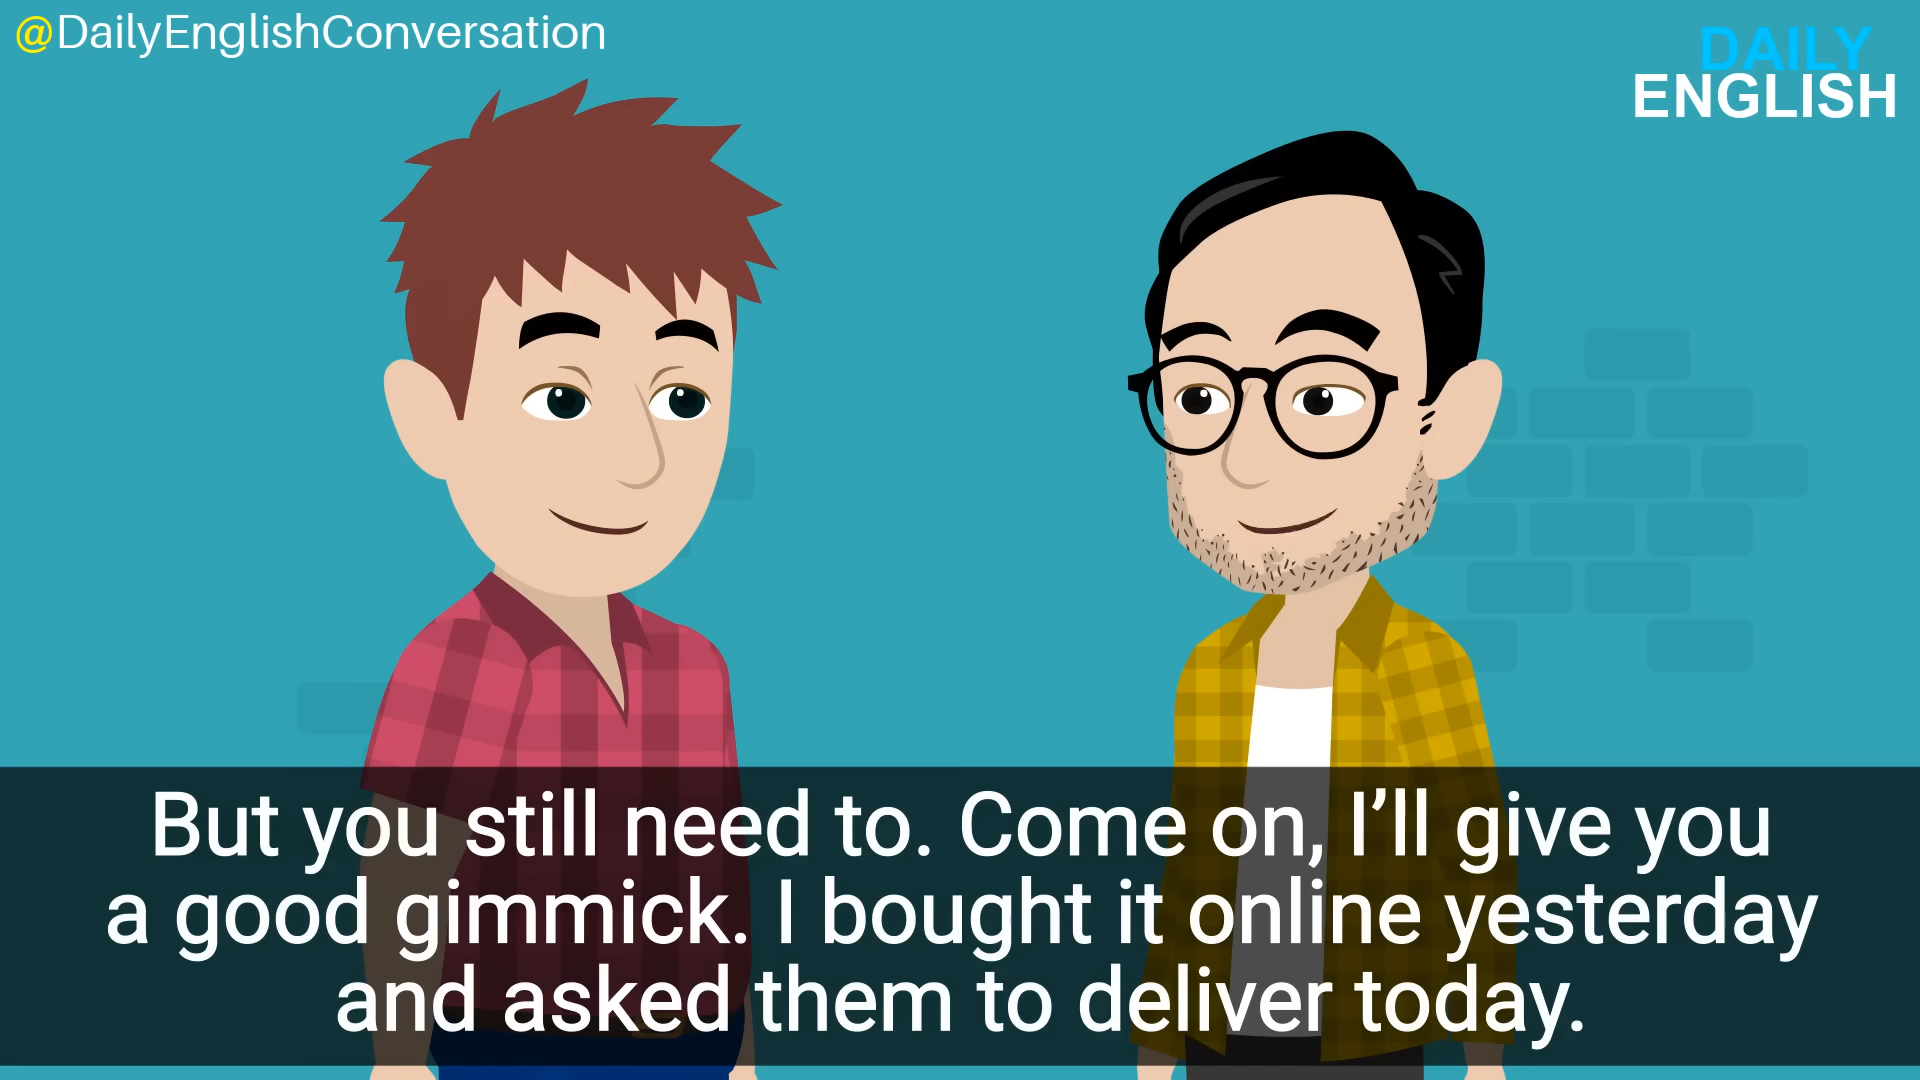 @DailyEnglishConversation
DAILY
ENGLISH
But you still need to. Come on, I’ll give you
a good gimmick. I bought it online yesterday
and asked them to deliver today.